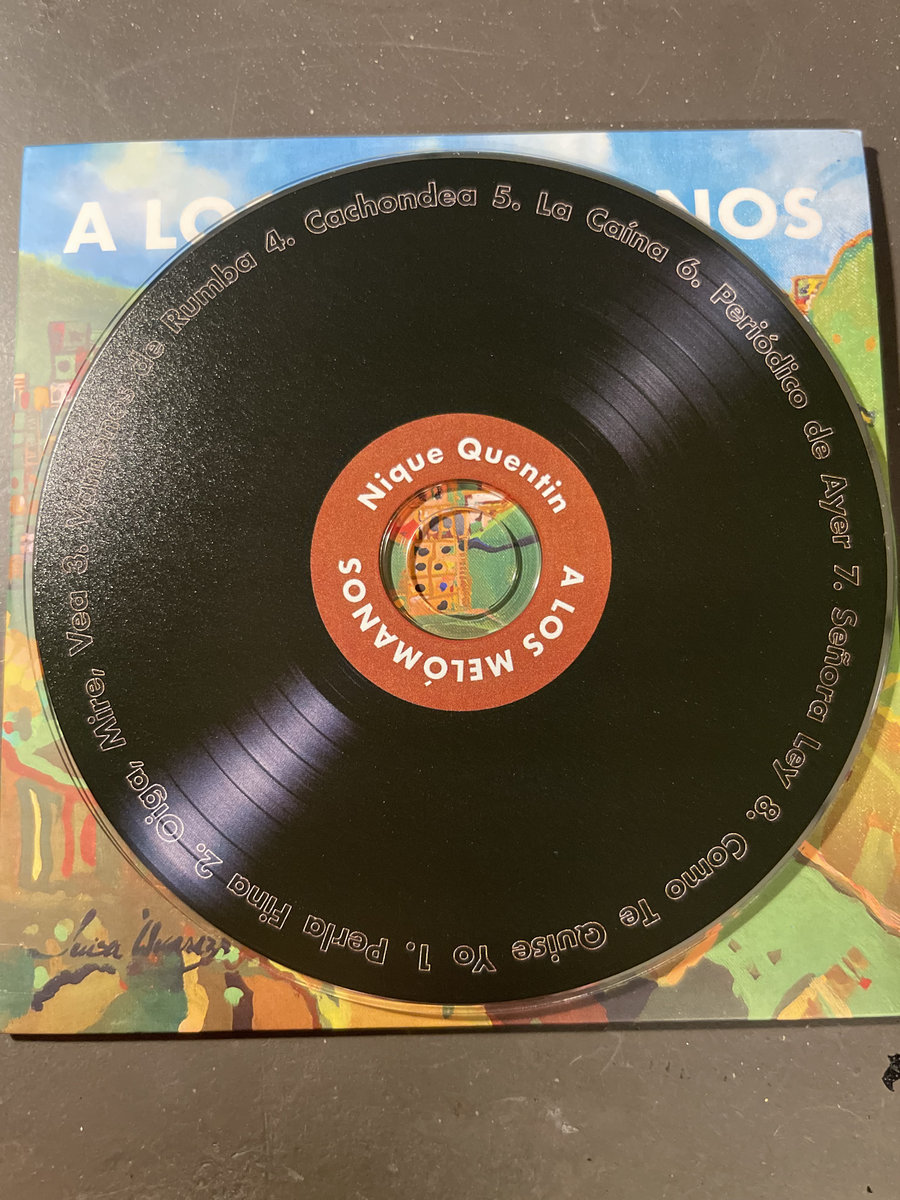 A LO NOS
1. Perla Fina 2. Oiga, Mire, Vea 3. de Rumba 4. Cachondea 5. La Caína 6. Periódico de Ayer 7. Señora Ley 8. Como Te Quise Yo
Nique Quentin
A LOS MELÓMANOS